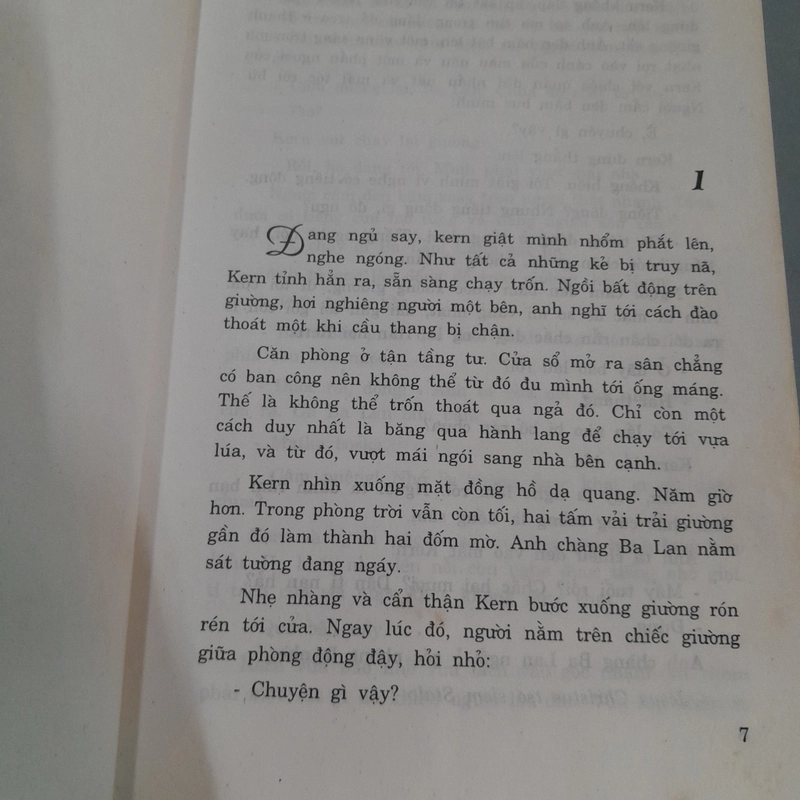 1
Đang ngủ say, kern giật mình nhổm phắt lên,
nghe ngóng. Như tất cả những kẻ bị truy nã,
Kern tỉnh hẳn ra, sẵn sàng chạy trốn. Ngồi bất động trên
giường, hơi nghiêng người một bên, anh nghĩ tới cách đào
thoát một khi cầu thang bị chận.
Căn phòng ở tận tầng tư. Cửa sổ mở ra sân chẳng
có ban công nên không thể từ đó đu mình tới ống máng.
Thế là không thể trốn thoát qua ngả đó. Chỉ còn một
cách duy nhất là băng qua hành lang để chạy tới vựa
lúa, và từ đó, vượt mái ngói sang nhà bên cạnh.
Kern nhìn xuống mặt đồng hồ dạ quang. Năm giờ
hơn. Trong phòng trời vẫn còn tối, hai tấm vải trải giường
gần đó làm thành hai đốm mờ. Anh chàng Ba Lan nằm
sát tường đang ngáy.
Nhẹ nhàng và cẩn thận Kern bước xuống giường rón
rén tới cửa. Ngay lúc đó, người nằm trên chiếc giường
giữa phòng động đậy, hỏi nhỏ:
- Chuyện gì vậy?
7